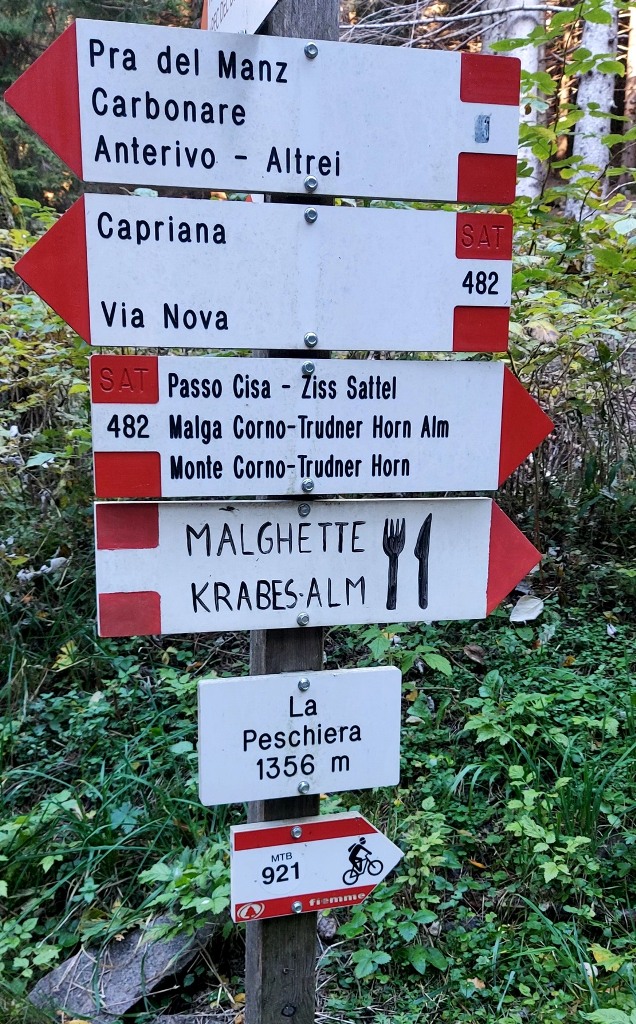 Pra del Manz
Carbonare
Anterivo - Altrei
Capriana
SAT
482
Via Nova
SAT
Passo Cisa - Ziss Sattel
482
Malga Corno-Trudner Horn Alm
Monte Corno-Trudner Horn
MALGHETTE
KRABES-ALM
La
Peschiera
1356 m
MTB
921
fiemme